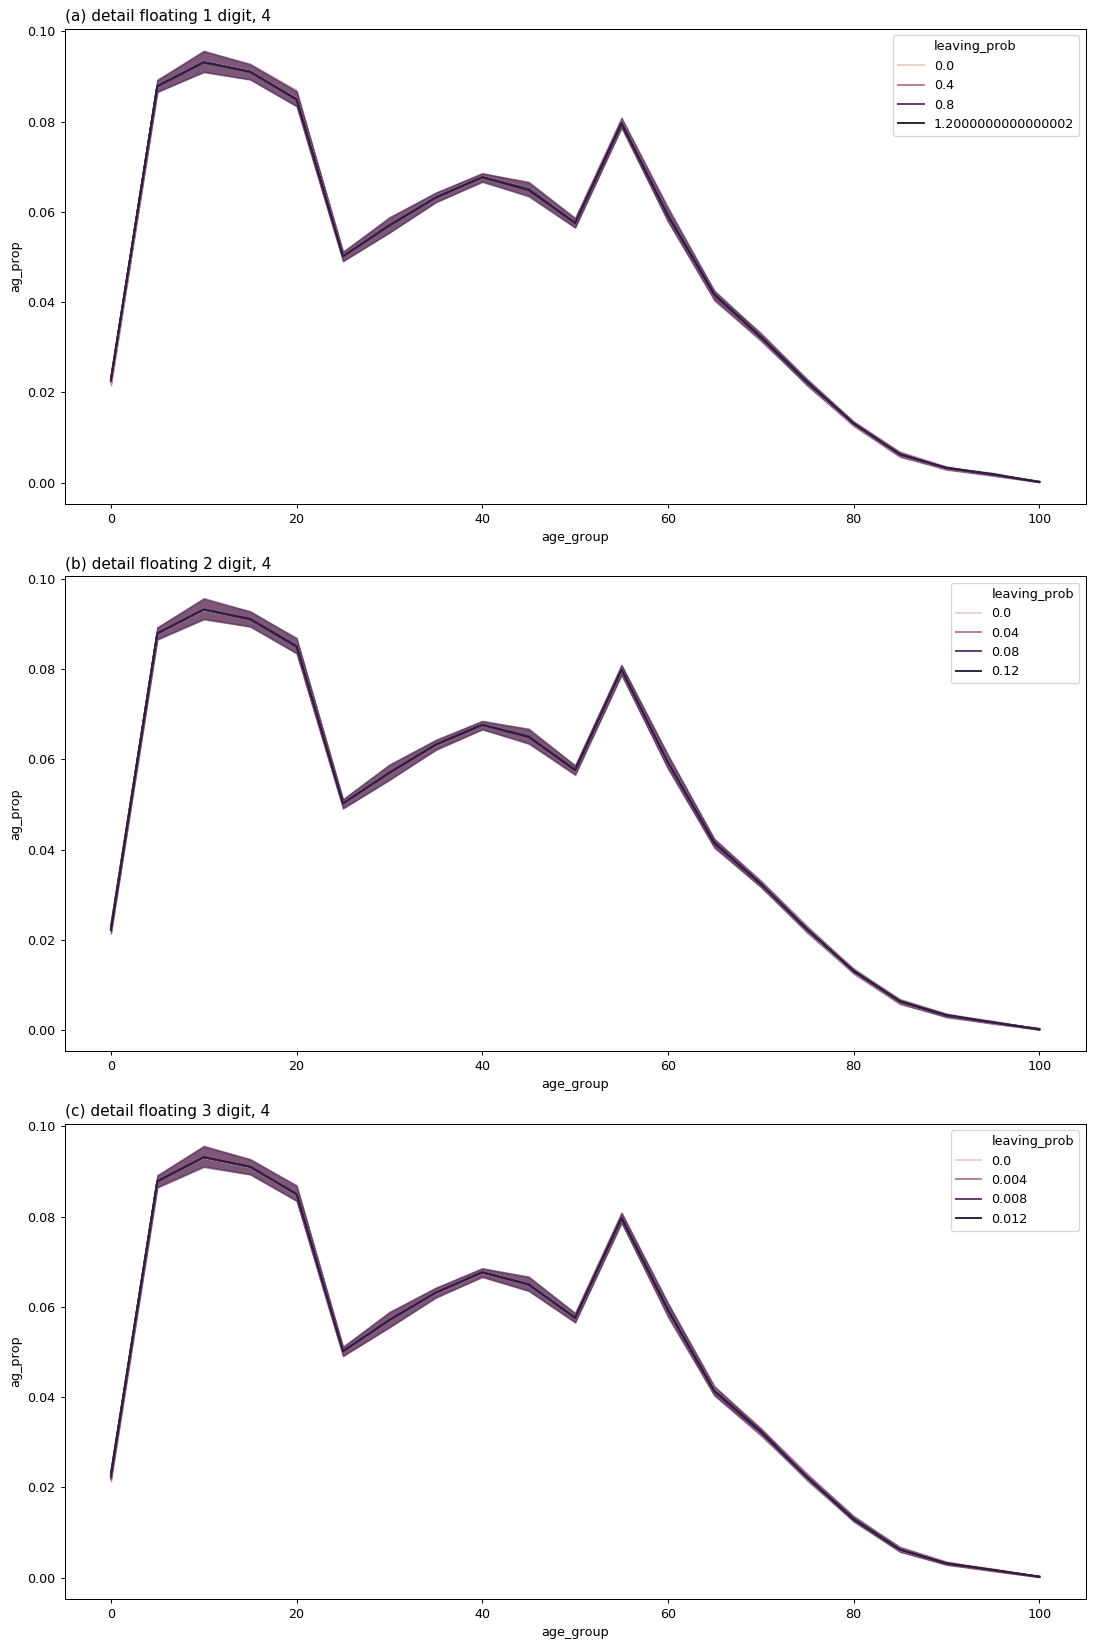 (a) detail floating 1 digit, 4
0.10
0.08
0.06
0.04
0.02
0.00
ag_prop
leaving_prob
0.0
0.4
0.8
1.2000000000000002
0 20 40 60 80 100
age_group
(b) detail floating 2 digit, 4
0.10
0.08
0.06
0.04
0.02
0.00
ag_prop
leaving_prob
0.0
0.04
0.08
0.12
0 20 40 60 80 100
age_group
(c) detail floating 3 digit, 4
0.10
0.08
0.06
0.04
0.02
0.00
ag_prop
leaving_prob
0.0
0.004
0.008
0.012
0 20 40 60 80 100
age_group